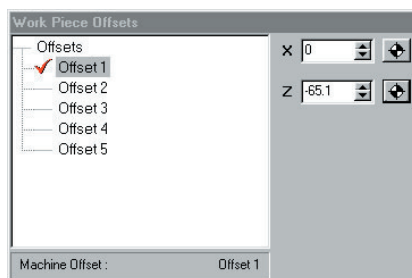 Work Piece Offsets
Offsets
Offset 1
Offset 2
Offset 3
Offset 4
Offset 5
X 0
Z -65.1
Machine Offset : Offset 1